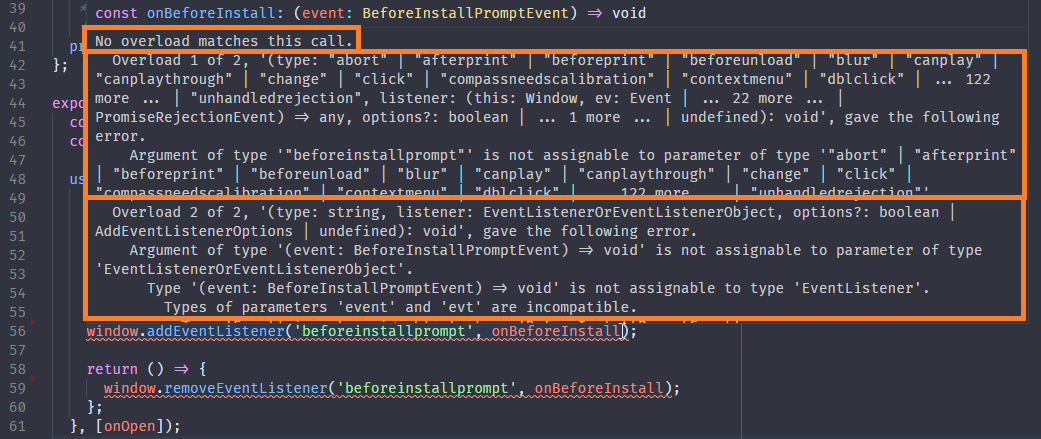 39 * const onBeforeInstall: (event: BeforeInstallPromptEvent) => void
40
No overload matches this call.
41 pr
Overload 1 of 2, '(type: "abort" | "afterprint" | "beforeprint" | "beforeunload" | "blur" | "canplay" |
42 };
"canplaythrough" | "change" | "click" | "compassneedscalibration" | "contextmenu" | "dblclick" | ... 122
43
more ... | "unhandledrejection", listener: (this: Window, ev: Event | ... 22 more ... |
44 expo
PromiseRejectionEvent) => any, options?: boolean | ... 1 more ... | undefined): void', gave the following
45 co
error.
46 co
Argument of type '"beforeinstallprompt"' is not assignable to parameter of type '"abort" | "afterprint"
47
| "beforeprint" | "beforeunload" | "blur" | "canplay" | "canplaythrough" | "change" | "click" |
48 us
"compassneedscalibration" | "contextmenu" | "dblclick" | ... 122 more ... | "unhandledrejection"'
49
Overload 2 of 2, '(type: string, listener: EventListenerOrEventListenerObject, options?: boolean |
50
AddEventListenerOptions | undefined): void', gave the following error.
51
Argument of type '(event: BeforeInstallPromptEvent) => void' is not assignable to parameter of type
52
'EventListenerOrEventListenerObject'.
53
Type '(event: BeforeInstallPromptEvent) => void' is not assignable to type 'EventListener'.
54
Types of parameters 'event' and 'evt' are incompatible.
55
56 window.addEventListener('beforeinstallprompt', onBeforeInstall);
57
58 return () => {
59 window.removeEventListener('beforeinstallprompt', onBeforeInstall);
60 };
61 }, [onOpen]);